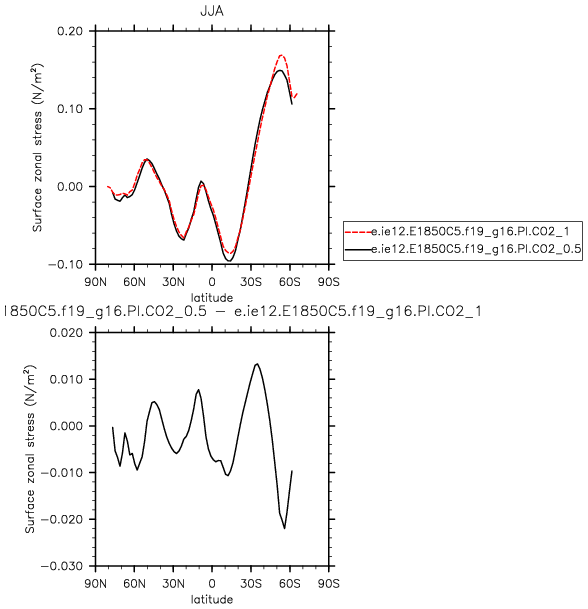 JJA
0.20
0.10
0.00
−0.10
Surface zonal stress (N/m²)
90N 60N 30N 0 30S 60S 90S
latitude
e.ie12.E1850C5.f19_g16.PI.CO2_1
e.ie12.E1850C5.f19_g16.PI.CO2_0.5
1850C5.f19_g16.PI.CO2_0.5 − e.ie12.E1850C5.f19_g16.PI.CO2_1
0.020
0.010
0.000
−0.010
−0.020
−0.030
Surface zonal stress (N/m²)
90N 60N 30N 0 30S 60S 90S
latitude